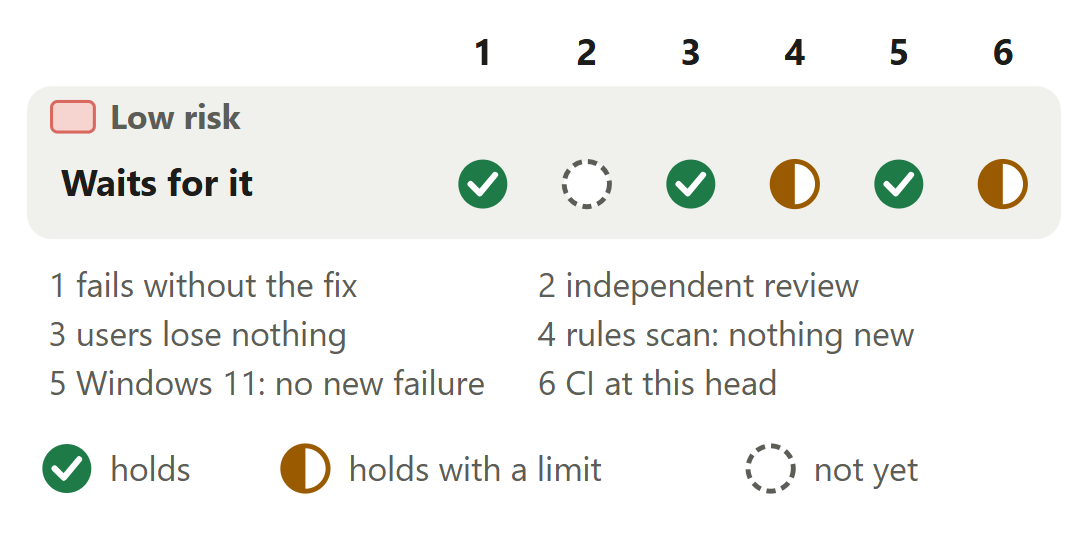 1 2 3 4 5 6
Low risk
Waits for it
1 fails without the fix 2 independent review
3 users lose nothing 4 rules scan: nothing new
5 Windows 11: no new failure 6 CI at this head
holds holds with a limit not yet